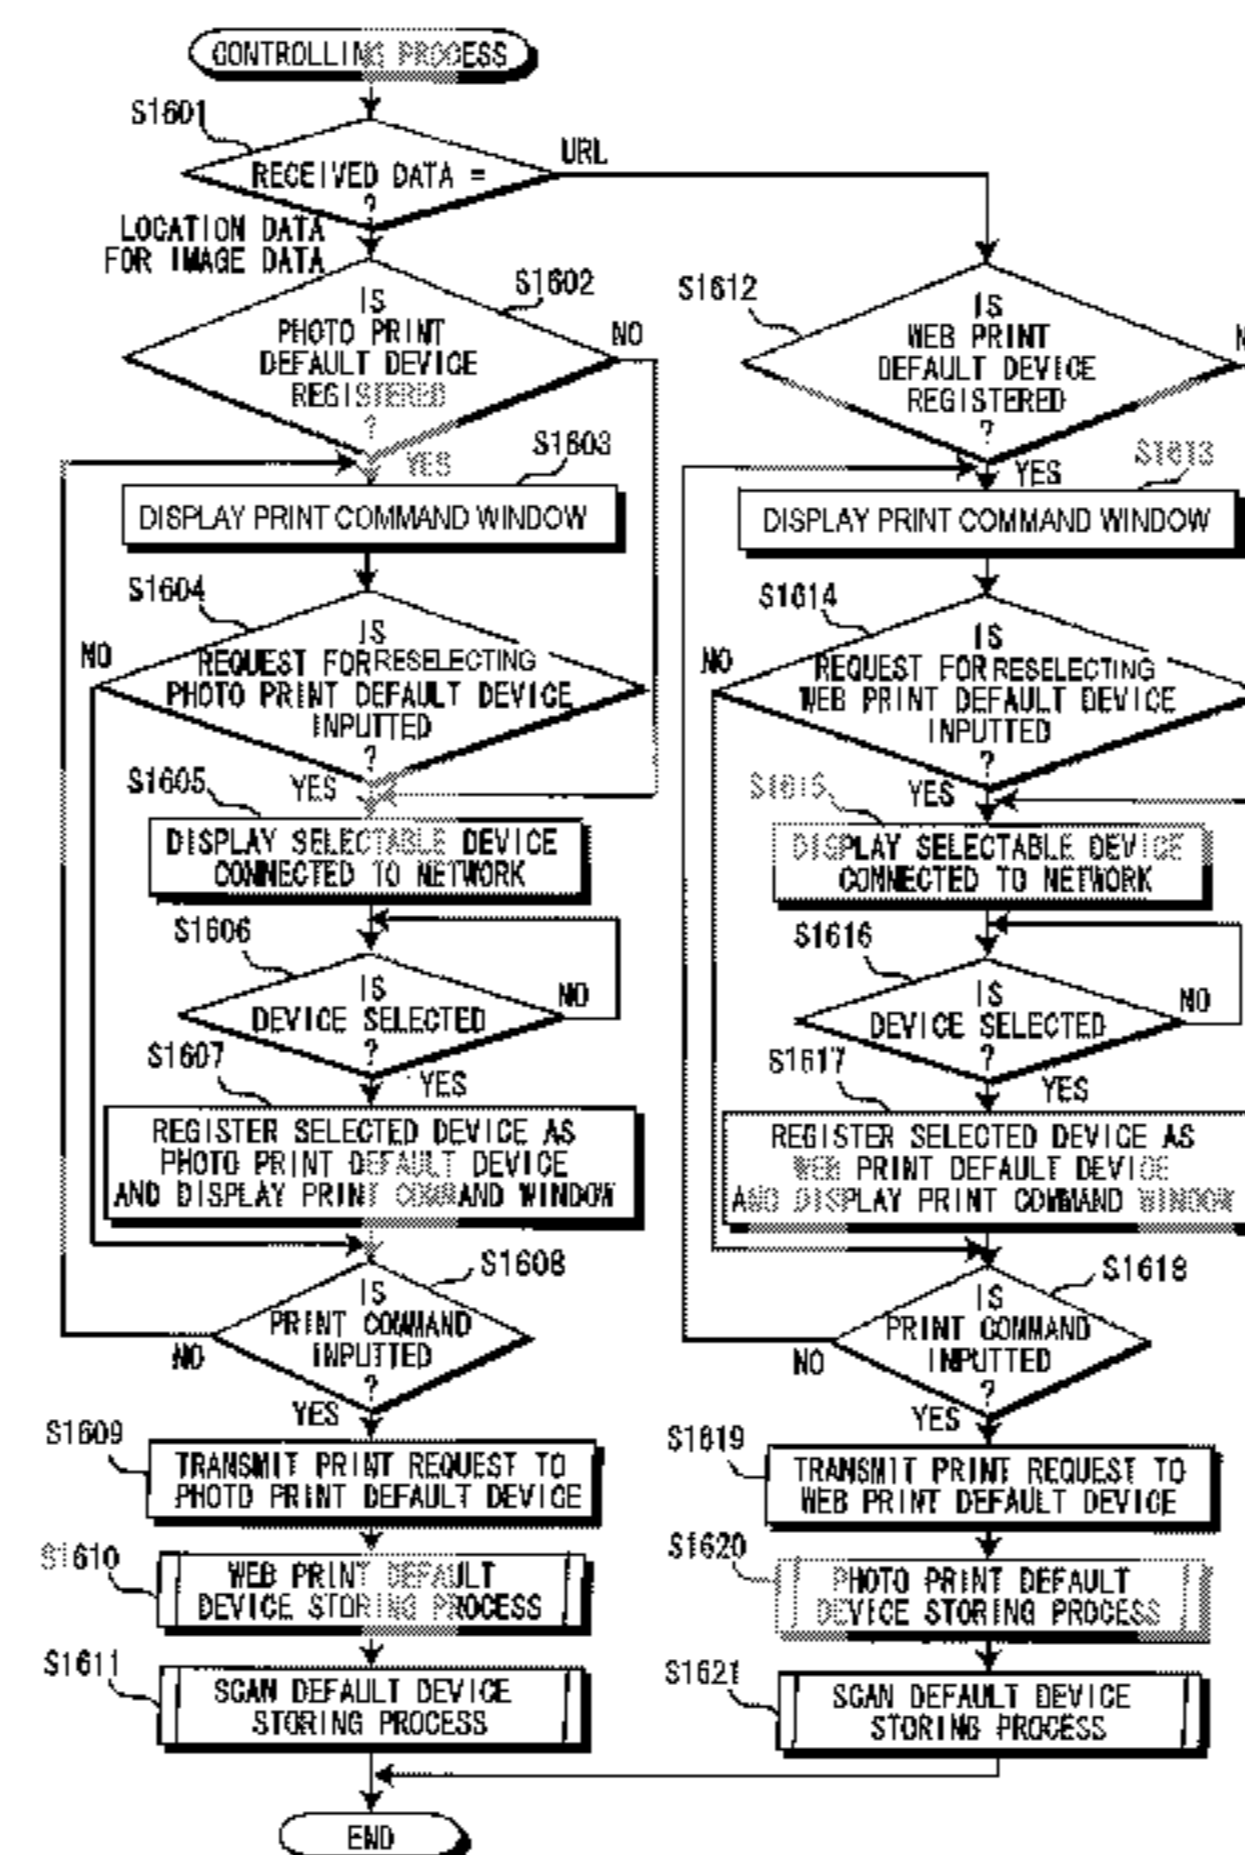 CONTROLLING PROCESS
S1601
RECEIVED DATA =
?
URL
LOCATION DATA
FOR IMAGE DATA
S1602
IS
PHOTO PRINT
DEFAULT DEVICE
REGISTERED
?
NO
YES
S1603
DISPLAY PRINT COMMAND WINDOW
S1604
IS
REQUEST FOR RESELECTING
PHOTO PRINT DEFAULT DEVICE
INPUTTED
?
NO
YES
S1605
DISPLAY SELECTABLE DEVICE
CONNECTED TO NETWORK
S1606
IS
DEVICE SELECTED
?
NO
YES
S1607
REGISTER SELECTED DEVICE AS
PHOTO PRINT DEFAULT DEVICE
AND DISPLAY PRINT COMMAND WINDOW
S1608
IS
PRINT COMMAND
INPUTTED
?
NO
YES
S1609
TRANSMIT PRINT REQUEST TO
PHOTO PRINT DEFAULT DEVICE
S1610
WEB PRINT DEFAULT
DEVICE STORING PROCESS
S1611
SCAN DEFAULT DEVICE
STORING PROCESS
S1612
IS
WEB PRINT
DEFAULT DEVICE
REGISTERED
?
YES
S1613
DISPLAY PRINT COMMAND WINDOW
S1614
IS
REQUEST FOR RESELECTING
WEB PRINT DEFAULT DEVICE
INPUTTED
?
NO
YES
S1615
DISPLAY SELECTABLE DEVICE
CONNECTED TO NETWORK
S1616
IS
DEVICE SELECTED
?
NO
YES
S1617
REGISTER SELECTED DEVICE AS
WEB PRINT DEFAULT DEVICE
AND DISPLAY PRINT COMMAND WINDOW
S1618
IS
PRINT COMMAND
INPUTTED
?
NO
YES
S1619
TRANSMIT PRINT REQUEST TO
WEB PRINT DEFAULT DEVICE
S1620
PHOTO PRINT DEFAULT
DEVICE STORING PROCESS
S1621
SCAN DEFAULT DEVICE
STORING PROCESS
END